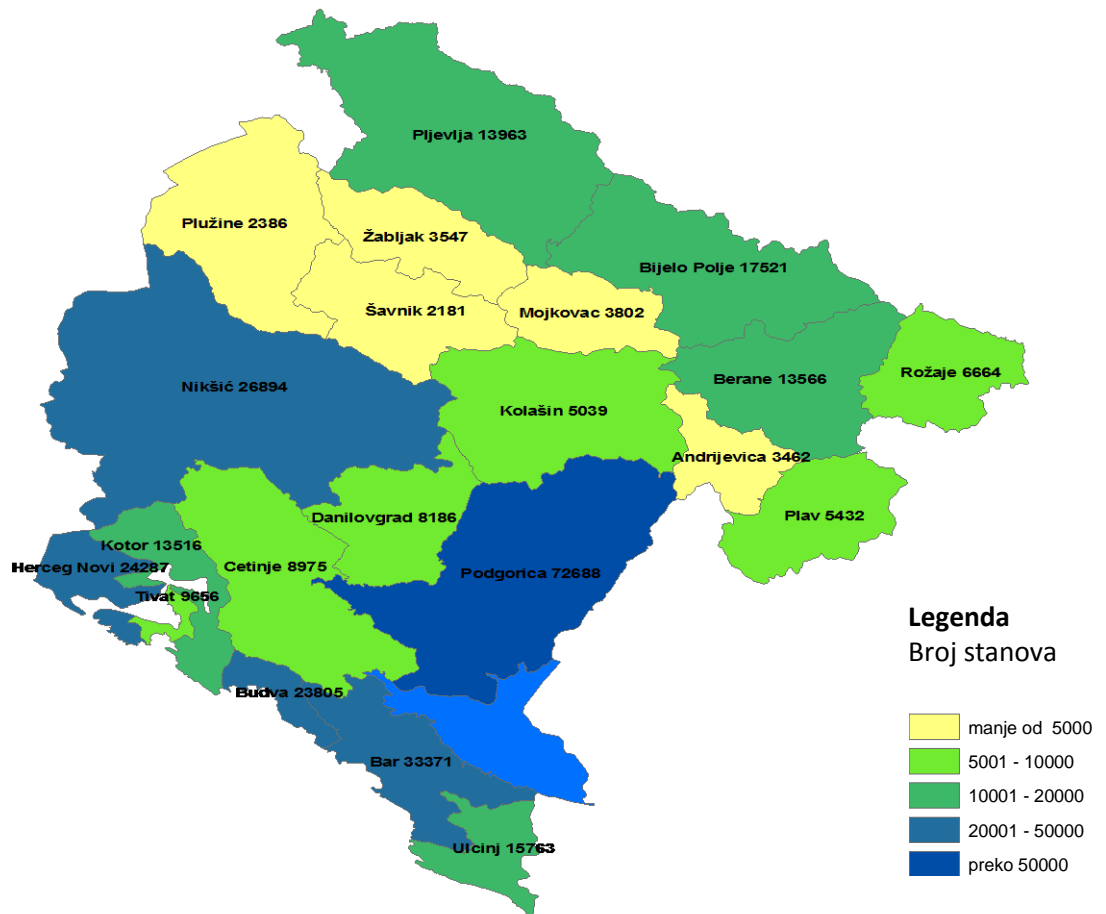 Pljevlja 13963
Plužine 2386
Žabljak 3547
Bijelo Polje 17521
Šavnik 2181
Mojkovac 3802
Rožaje 6664
Berane 13566
Nikšić 26894
Kolašin 5039
Andrijevica 3462
Plav 5432
Danilovgrad 8186
Kotor 13516
Herceg Novi 24287
Cetinje 8975
Podgorica 72688
Tivat 9656
Budva 23805
Bar 33371
Ulcinj 15763
Legenda
Broj stanova
manje od 5000
5001 - 10000
10001 - 20000
20001 - 50000
preko 50000